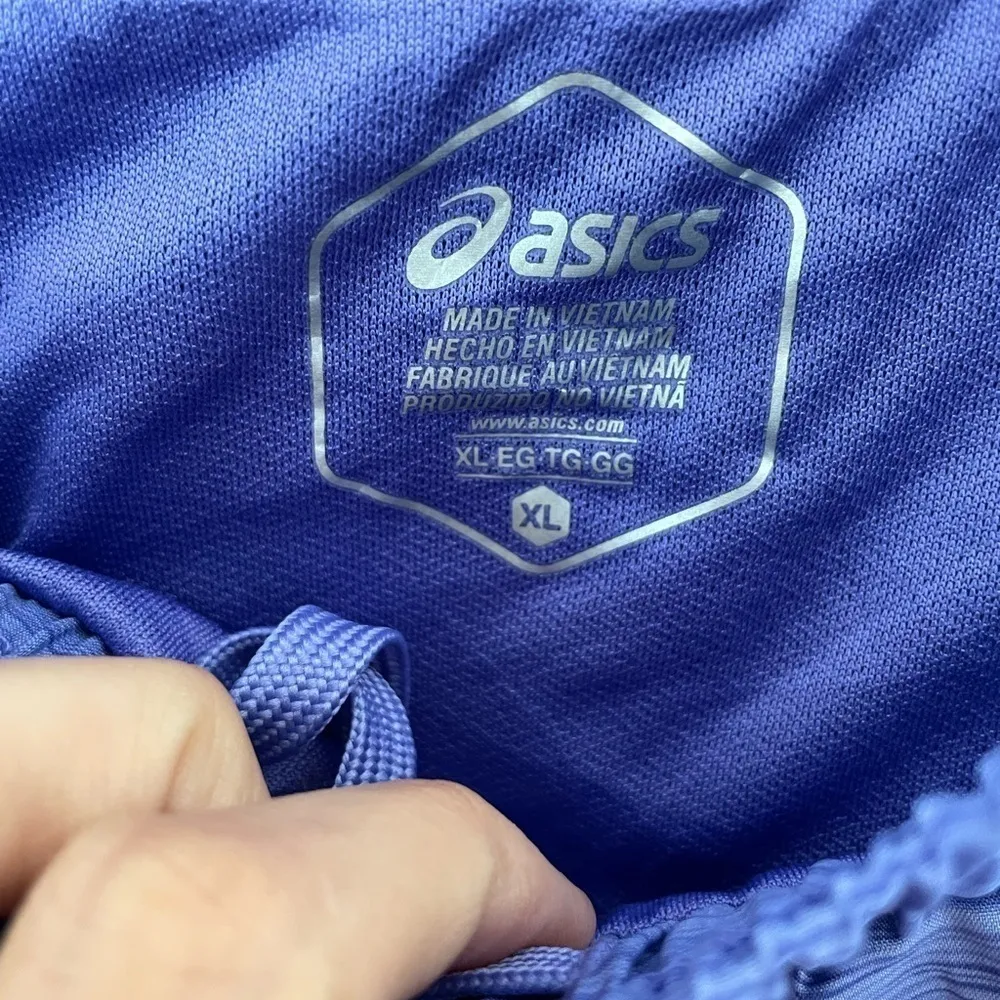 asics
MADE IN VIETNAM
HECHO EN VIETNAM
FABRIQUE AU VIETNAM
PRODUZIDO NO VIETNÃ
www.asics.com
XL EG TG GG
XL